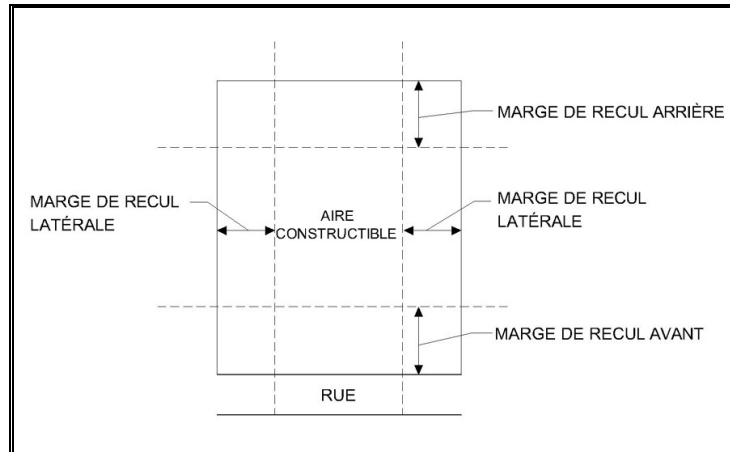 MARGE DE RECUL ARRIÈRE
MARGE DE RECUL
LATÉRALE
AIRE
CONSTRUCTIBLE
MARGE DE RECUL
LATÉRALE
MARGE DE RECUL AVANT
RUE